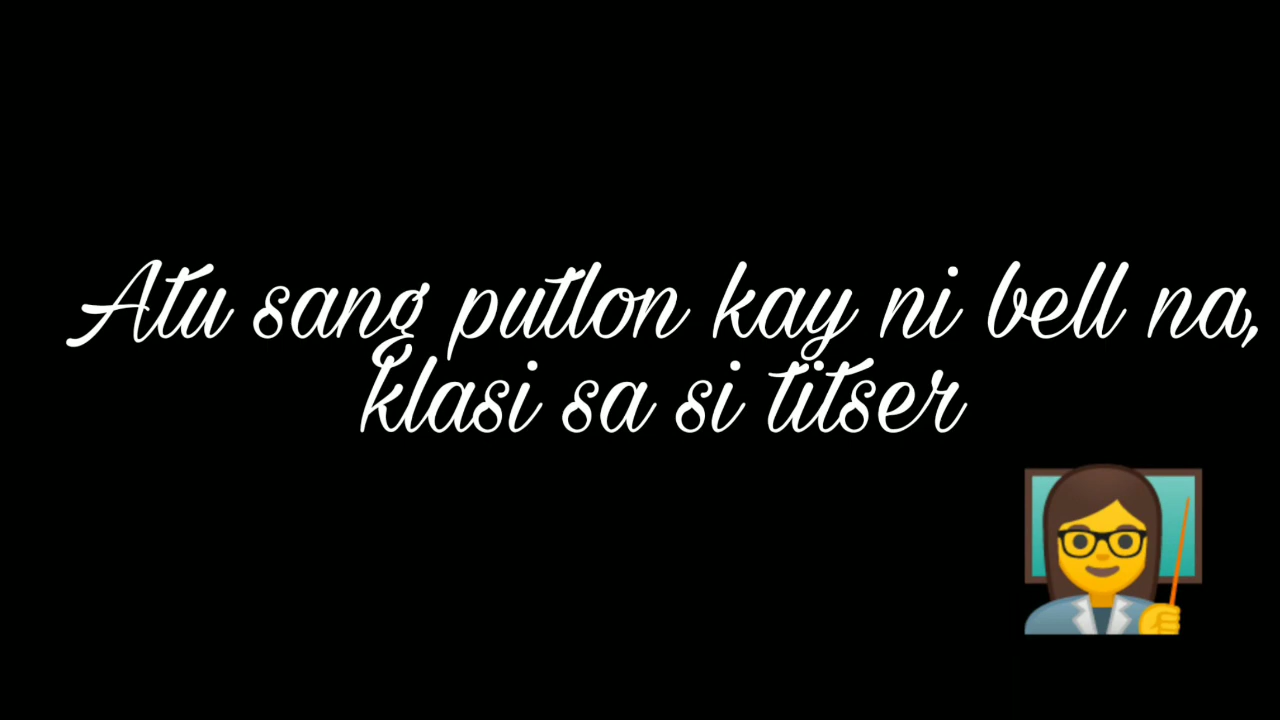 Atu sang putlon kay ni bell na,
klasi sa si titser